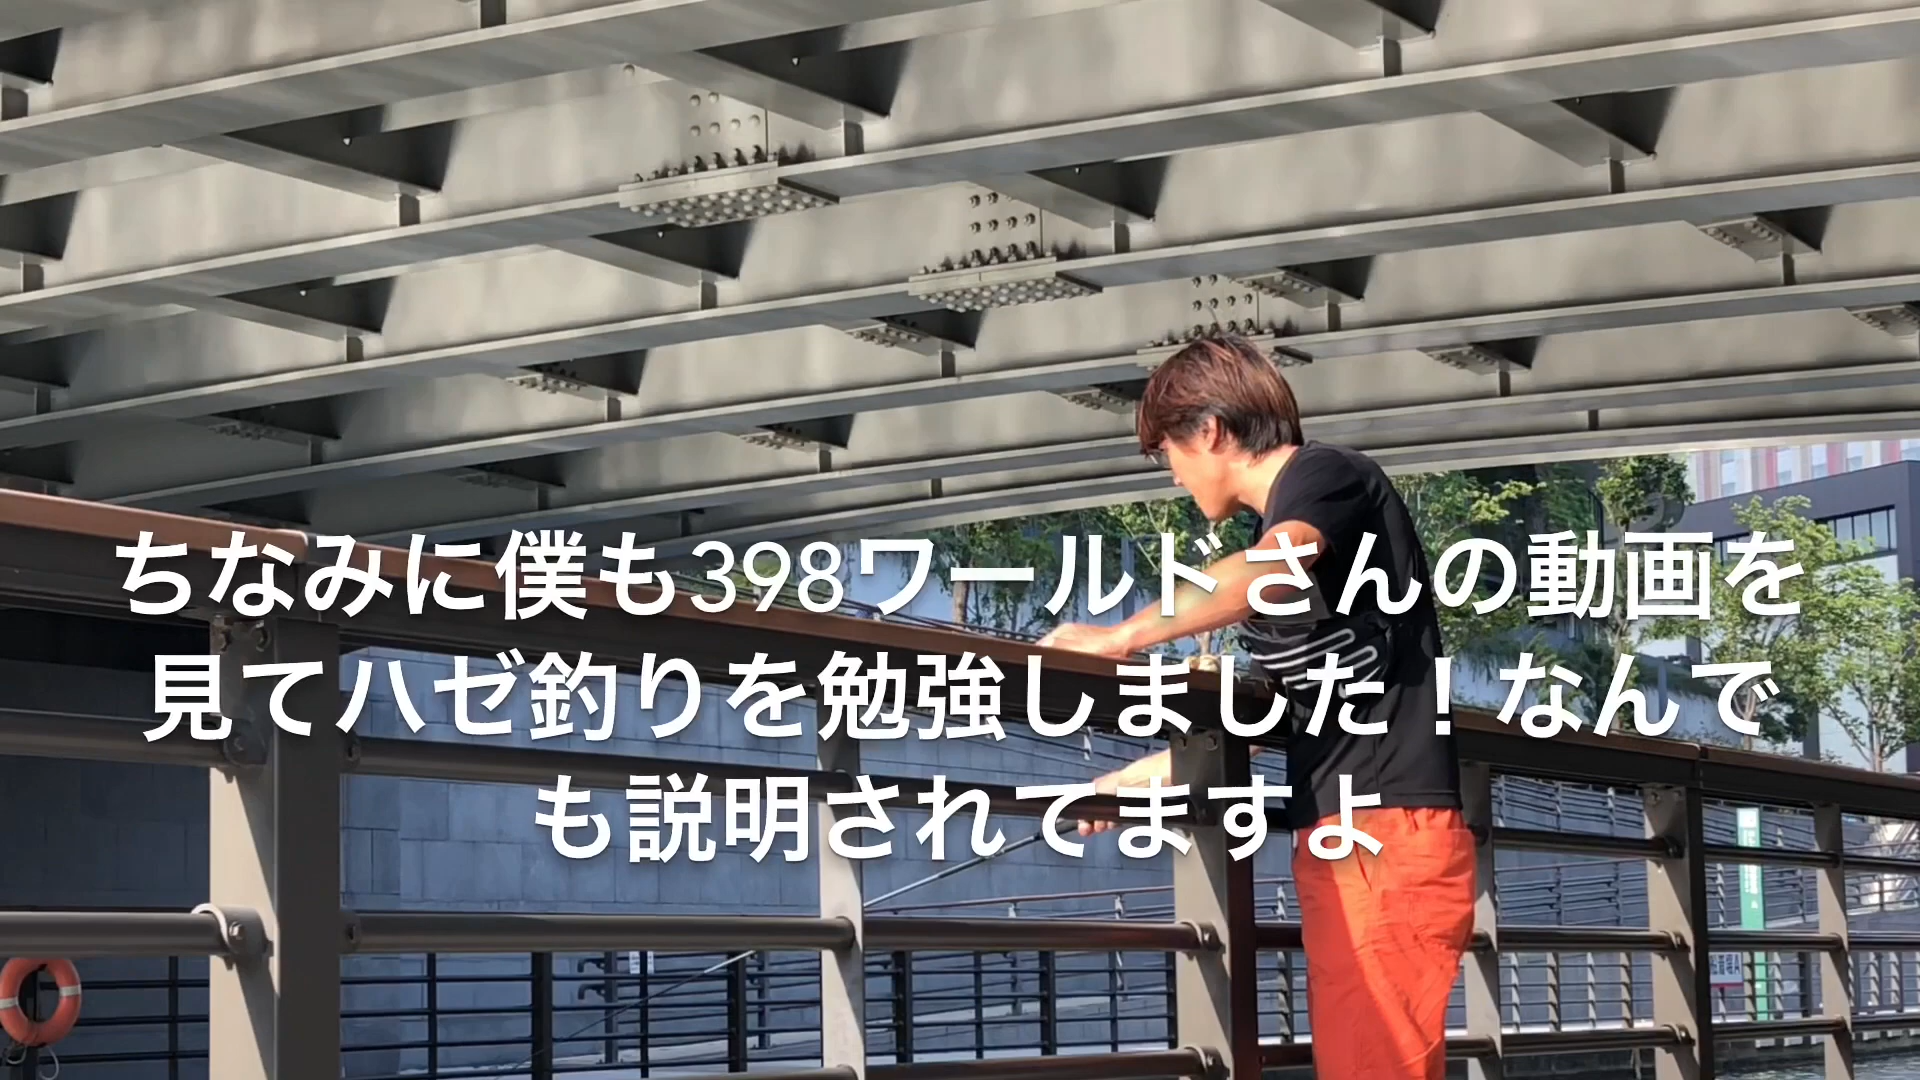 ちなみに僕も398ワールドさんの動画を
見てハゼ釣りを勉強しました！なんで
も説明されてますよ